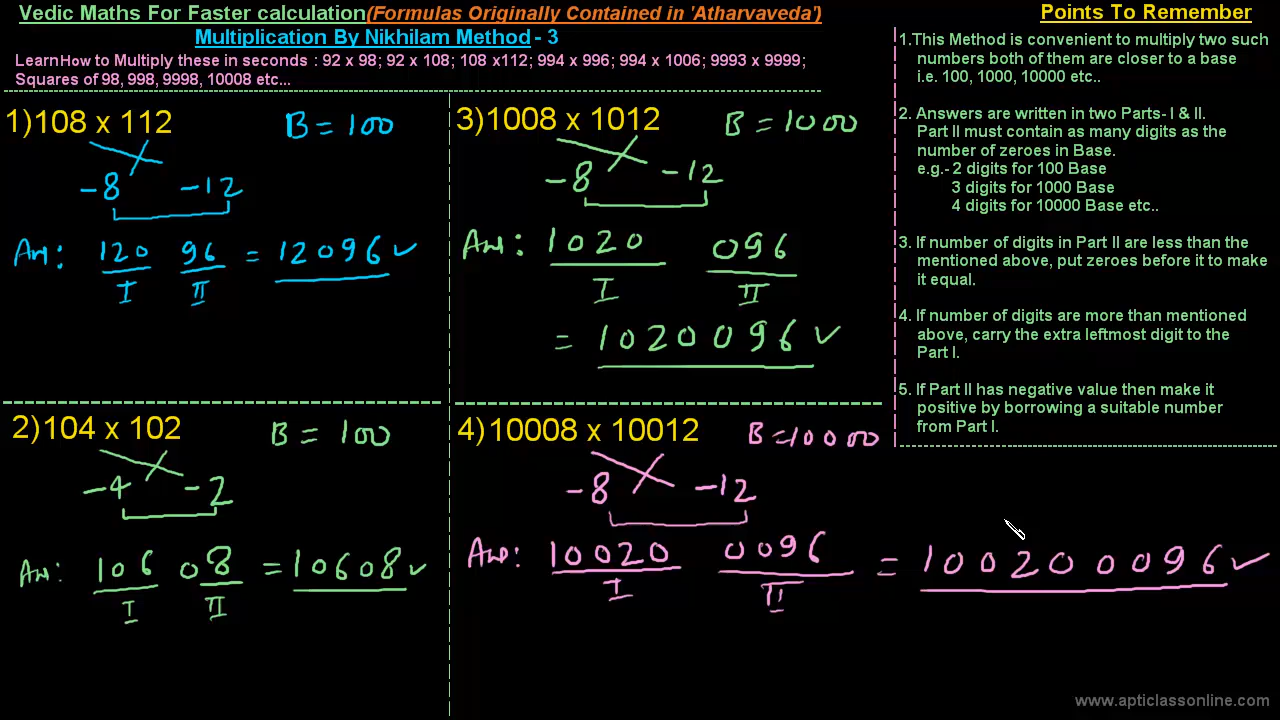 Vedic Maths For Faster calculation(Formulas Originally Contained in 'Atharvaveda')
Multiplication By Nikhilam Method - 3
Learn How to Multiply these in seconds : 92 x 98; 92 x 108; 108 x112; 994 x 996; 994 x 1006; 9993 x 9999;
Squares of 98, 998, 9998, 10008 etc...
1)108 x 112 B = 100
-8 -12
Ans: 120 96 = 12096 ✓
I II
2)104 x 102 B = 100
-4 -2
Ans: 106 08 = 10608 ✓
I II
3)1008 x 1012 B = 1000
-8 -12
Ans: 1020 096
I II
= 1020096 ✓
4)10008 x 10012 B=10000
-8 -12
Ans: 10020 0096 = 100200096 ✓
I II
Points To Remember
1.This Method is convenient to multiply two such
numbers both of them are closer to a base
i.e. 100, 1000, 10000 etc..
2. Answers are written in two Parts- I & II.
Part II must contain as many digits as the
number of zeroes in Base.
e.g.- 2 digits for 100 Base
3 digits for 1000 Base
4 digits for 10000 Base etc..
3. If number of digits in Part II are less than the
mentioned above, put zeroes before it to make
it equal.
4. If number of digits are more than mentioned
above, carry the extra leftmost digit to the
Part I.
5. If Part II has negative value then make it
positive by borrowing a suitable number
from Part I.
www.apticlassonline.com